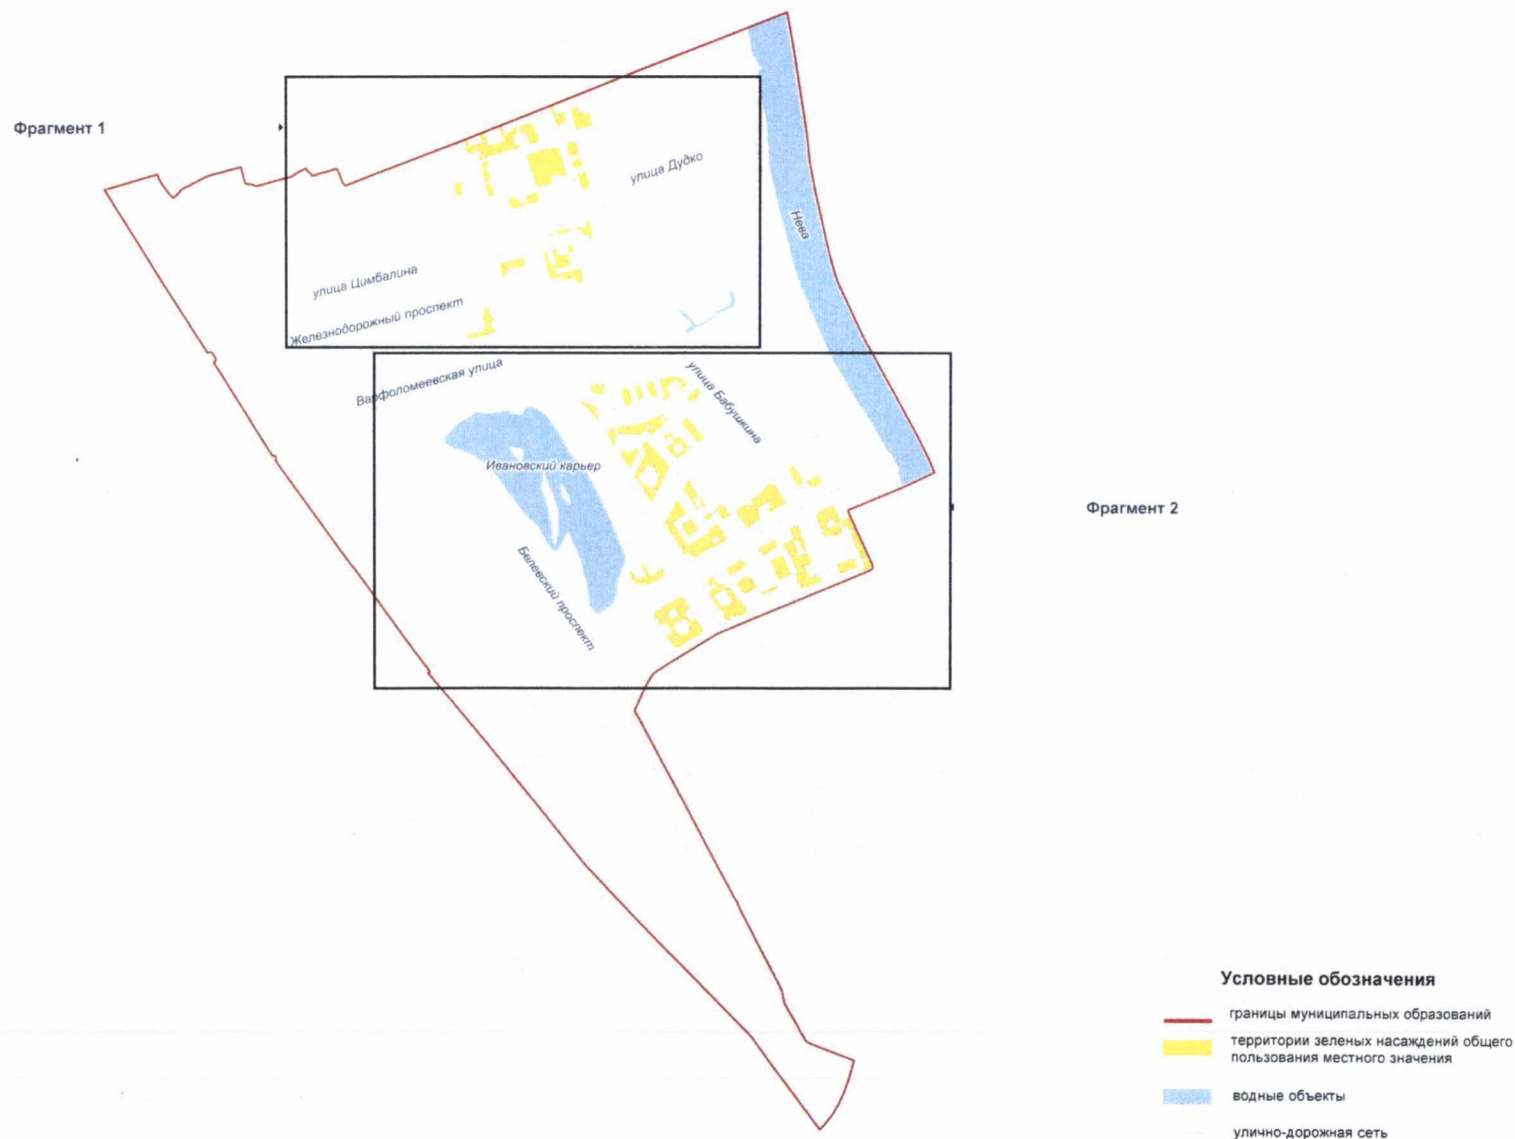 Фрагмент 1
улица Дудко
Нева
улица Цимбалина
Железнодорожный проспект
Варфоломеевская улица
улица Бабушкина
Ивановский карьер
Фрагмент 2
Белевский проспект
Условные обозначения
границы муниципальных образований
территории зеленых насаждений общего
пользования местного значения
водные объекты
улично-дорожная сеть